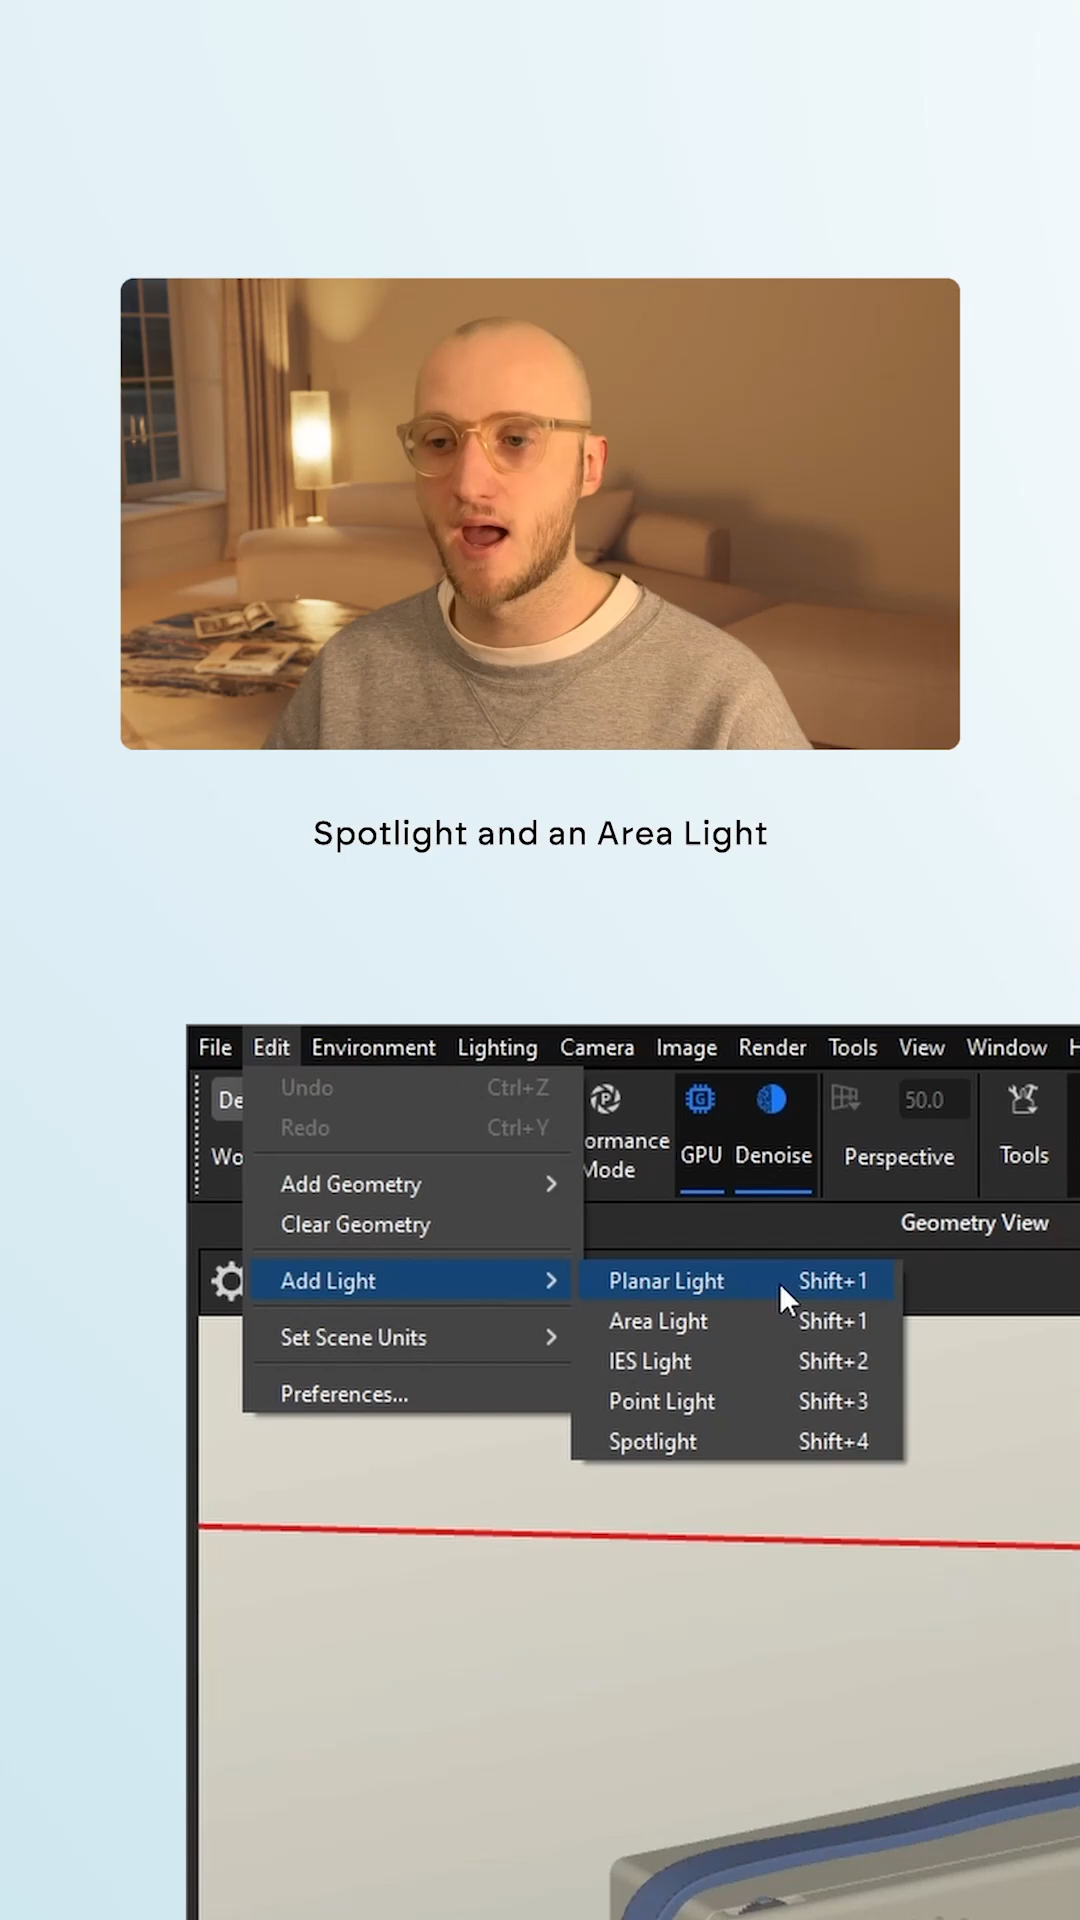 Spotlight and an Area Light
File Edit Environment Lighting Camera Image Render Tools View Window
Undo Ctrl+Z
Redo Ctrl+Y
Add Geometry
Clear Geometry
Add Light
Set Scene Units
Preferences...
Planar Light Shift+1
Area Light Shift+1
IES Light Shift+2
Point Light Shift+3
Spotlight Shift+4
Mode
GPU
Denoise
50.0
Perspective
Tools
Geometry View